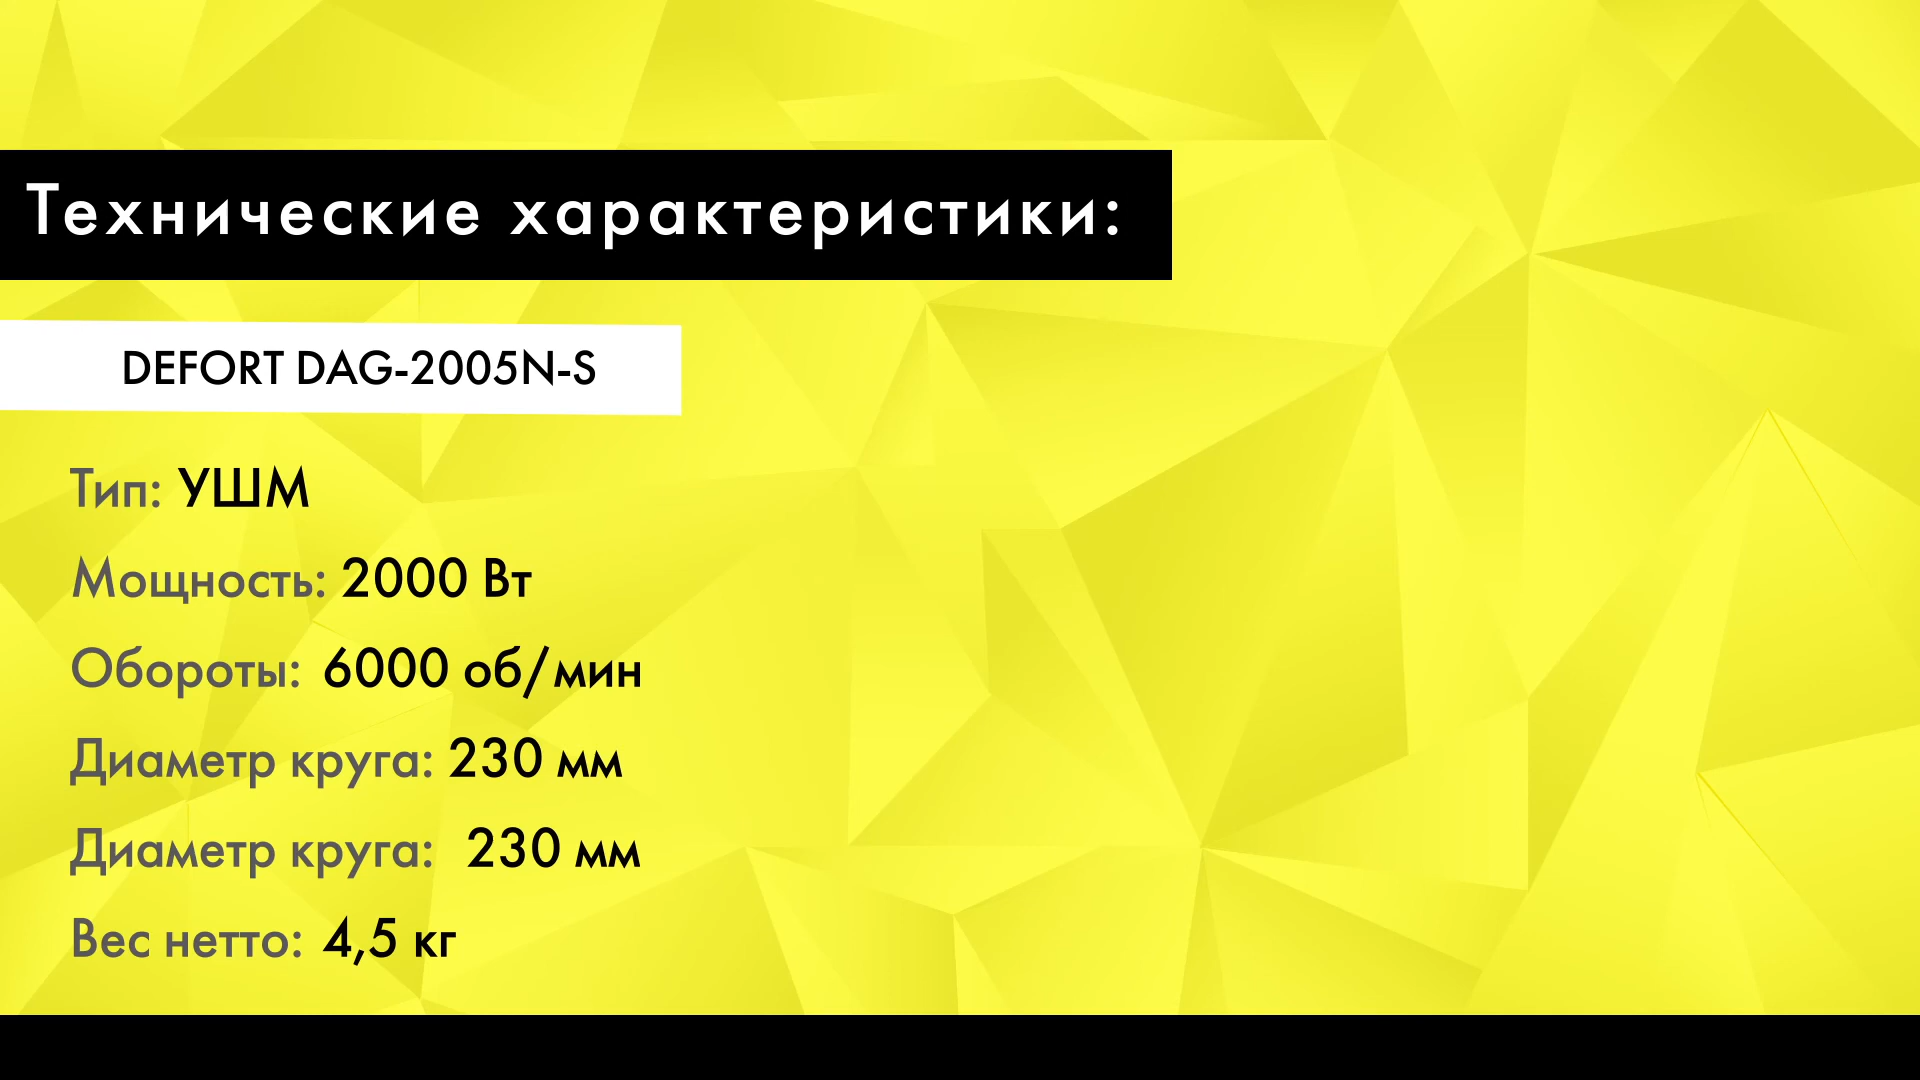 Технические характеристики:
DEFORT DAG-2005N-S
Тип: УШМ
Мощность: 2000 Вт
Обороты: 6000 об/мин
Диаметр круга: 230 мм
Диаметр круга: 230 мм
Вес нетто: 4,5 кг